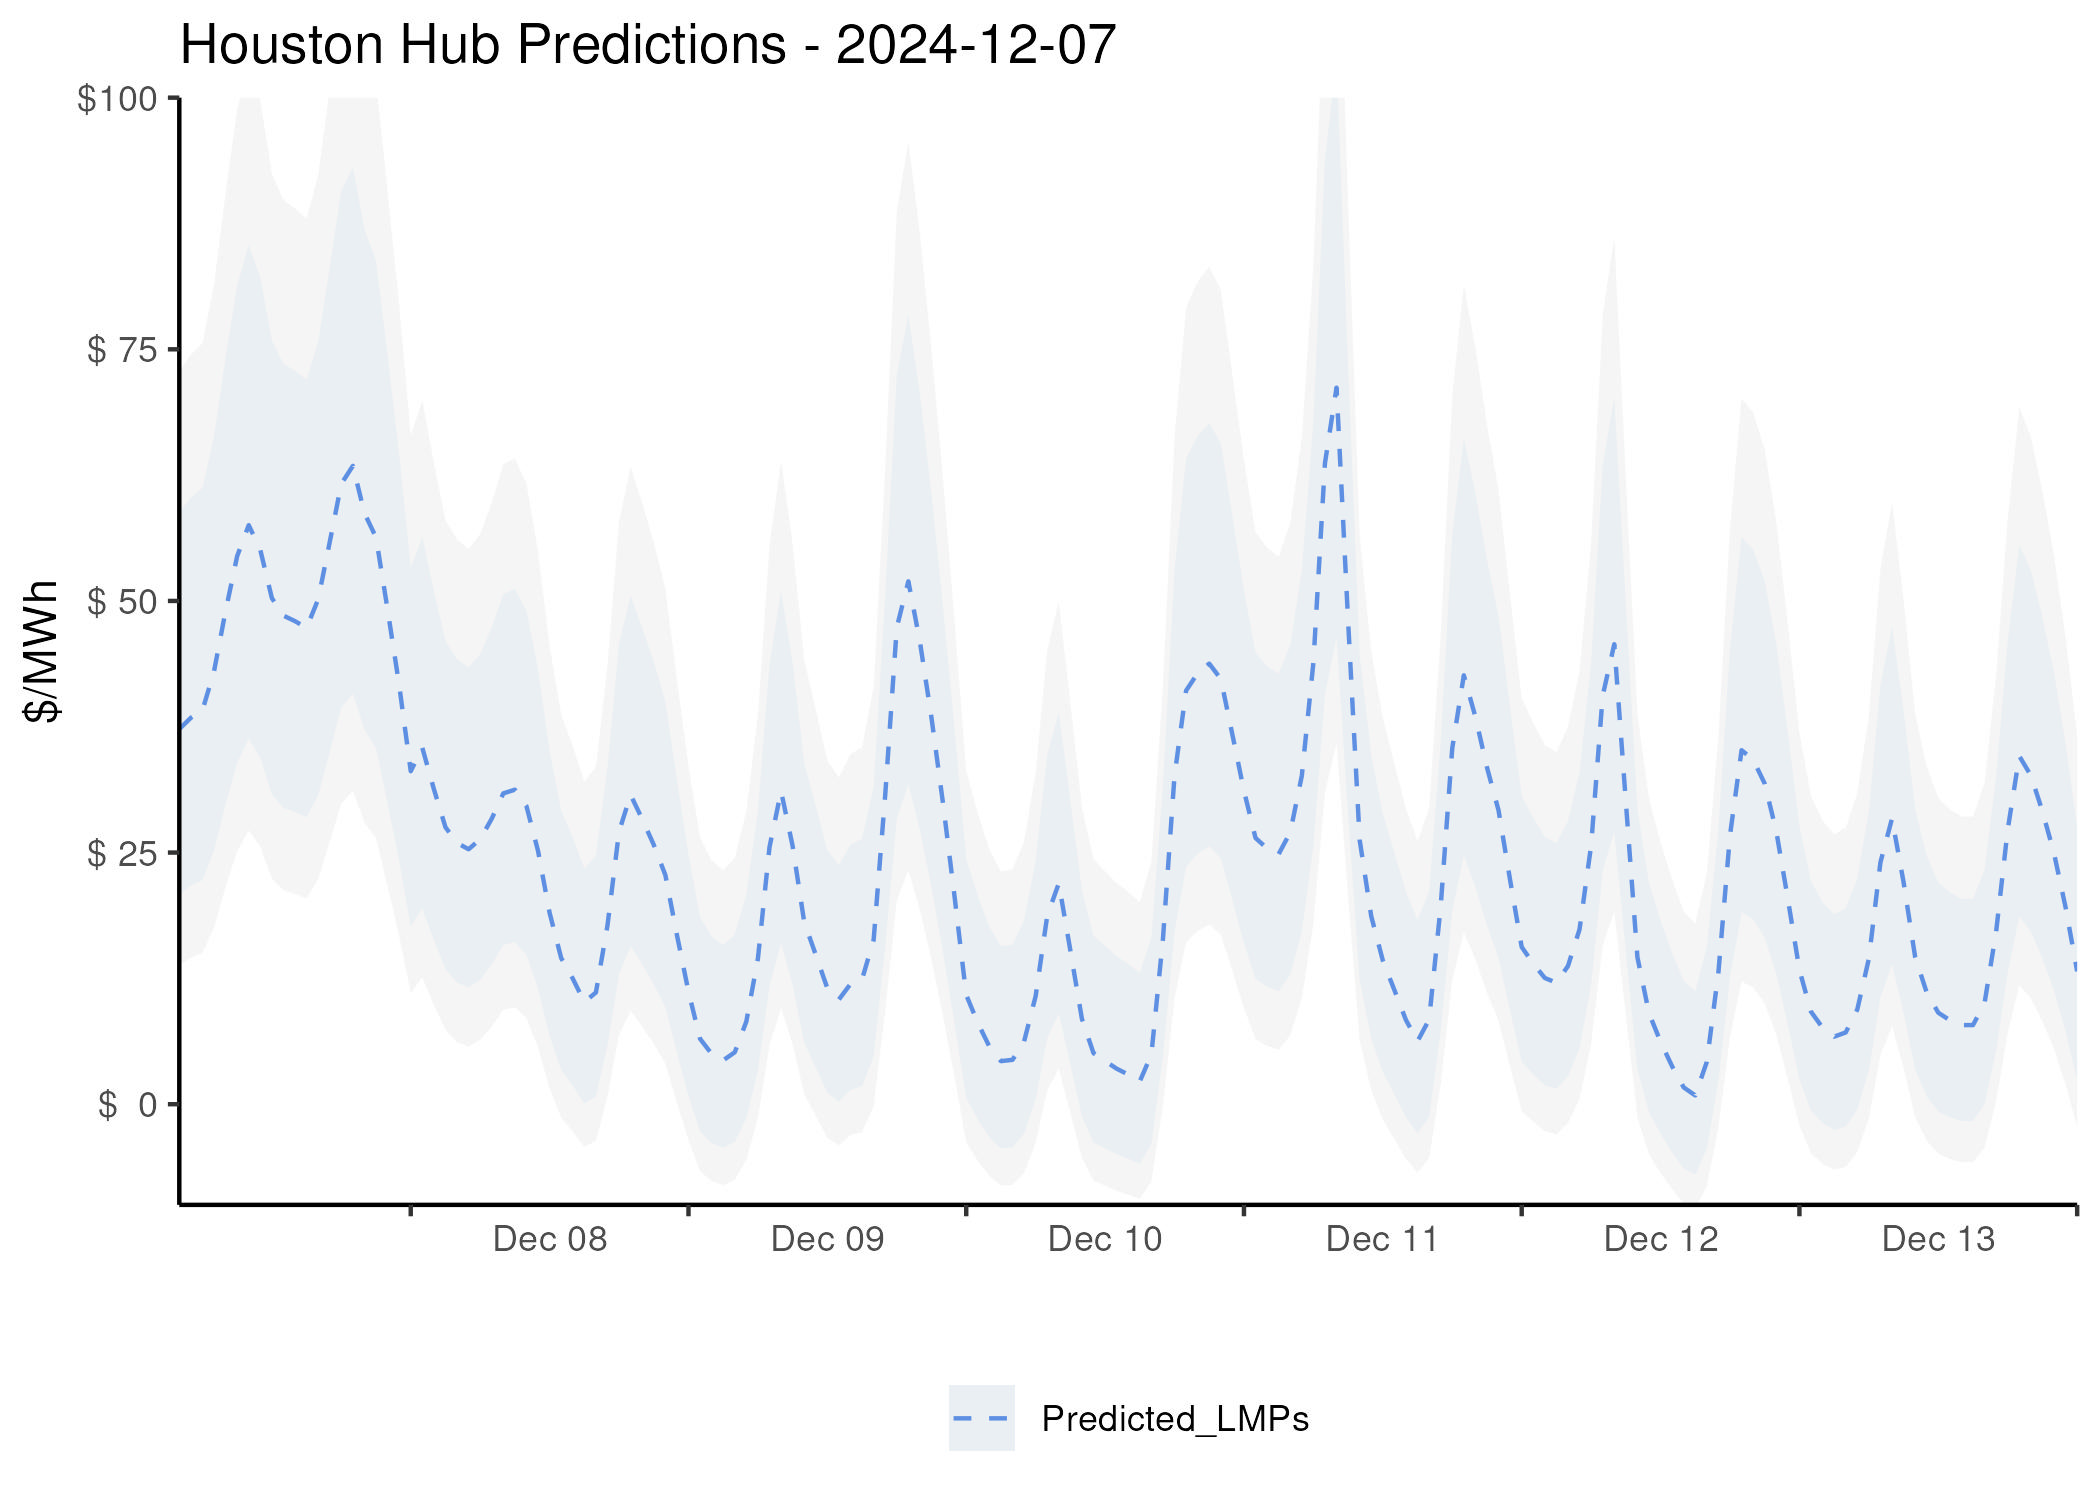 Houston Hub Predictions - 2024-12-07
$/MWh
$100
$ 75
$ 50
$ 25
$ 0
Dec 08 Dec 09 Dec 10 Dec 11 Dec 12 Dec 13
Predicted_LMPs